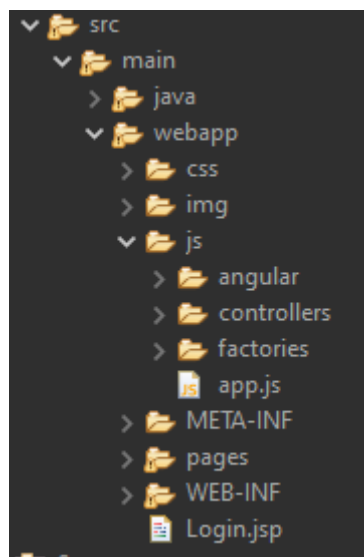 src
main
java
webapp
css
img
js
angular
controllers
factories
app.js
META-INF
pages
WEB-INF
Login.jsp